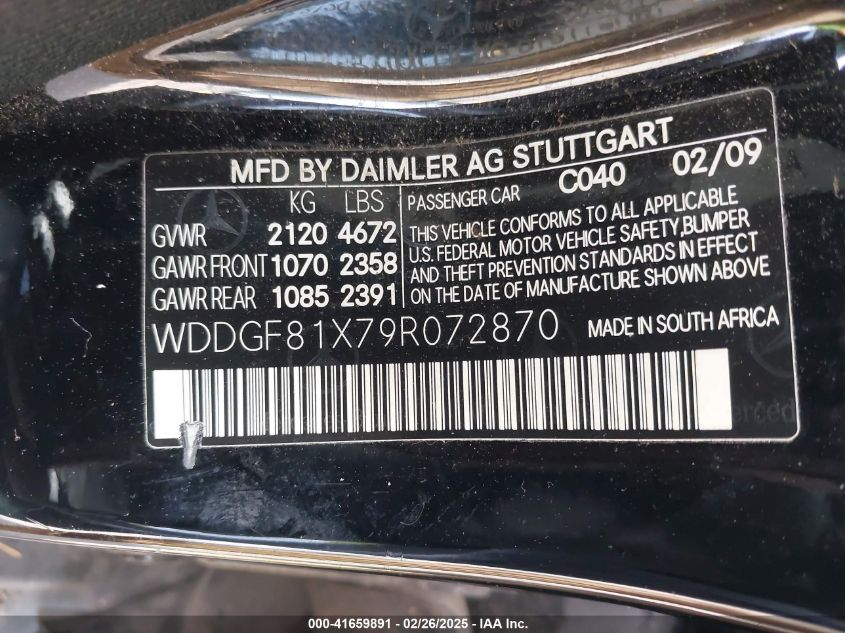 MFD BY DAIMLER AG STUTTGART
KG LBS
GVWR 2120 4672
GAWR FRONT 1070 2358
GAWR REAR 1085 2391
PASSENGER CAR C040 02/09
THIS VEHICLE CONFORMS TO ALL APPLICABLE
U.S. FEDERAL MOTOR VEHICLE SAFETY,BUMPER
AND THEFT PREVENTION STANDARDS IN EFFECT
ON THE DATE OF MANUFACTURE SHOWN ABOVE
WDDGF81X79R072870 MADE IN SOUTH AFRICA
000-41659891 / 02/26/2025 - IAAI INC.